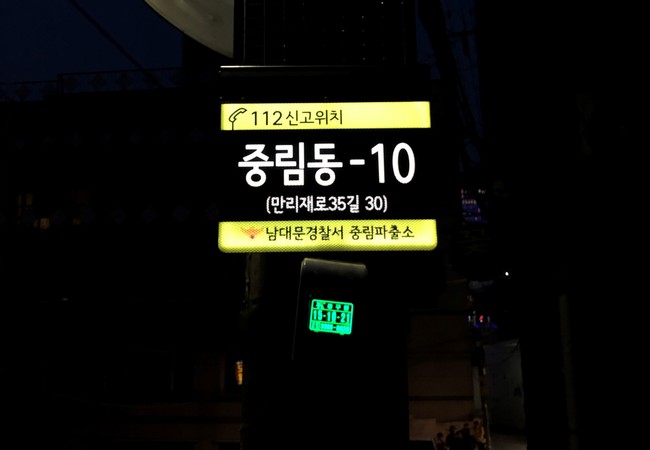 112신고위치
중림동-10
(만리재로35길 30)
남대문경찰서 중림파출소